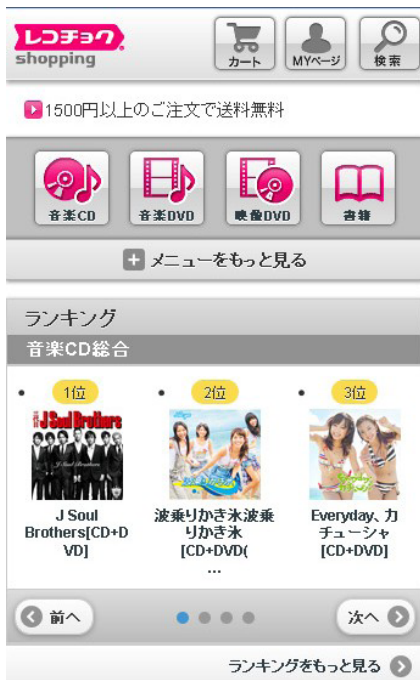 レコチョク
shopping
カート
MYページ
検索
1500円以上のご注文で送料無料
音楽CD
音楽DVD
映像DVD
書籍
メニューをもっと見る
ランキング
音楽CD総合
1位
2位
3位
三代目
J Soul Brothers
J Soul
Brothers[CD+D
VD]
波乗りかき氷波乗
りかき氷
[CD+DVD(
...
Everyday、カ
チューシャ
[CD+DVD]
前へ
次へ
ランキングをもっと見る